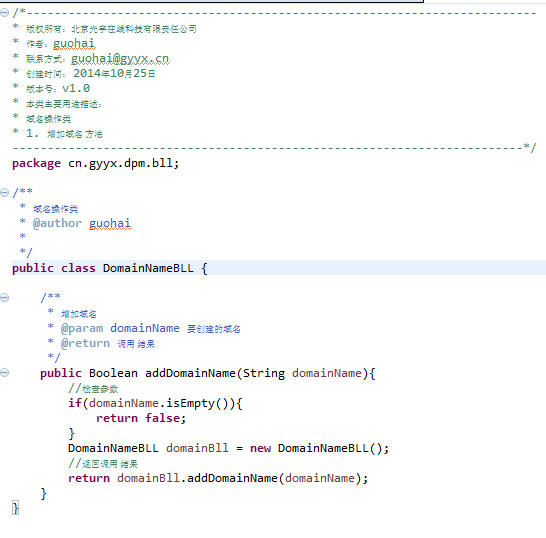 /*-------------------------------------------------------------------------
* 版权所有：北京光宇在线科技有限责任公司
* 作者：guohai
* 联系方式：guohai@gyyx.cn
* 创建时间： 2014年10月25日
* 版本号：v1.0
* 本类主要用途描述：
* 域名操作类
* 1. 增加域名 方法
-------------------------------------------------------------------------*/
package cn.gyyx.dpm.bll;
/**
* 域名操作类
* @author guohai
*
*/
public class DomainNameBLL {
/**
* 增加域名
* @param domainName 要创建的域名
* @return 调用 结果
*/
public Boolean addDomainName(String domainName){
//检查参数
if(domainName.isEmpty()){
return false;
}
DomainNameBLL domainBll = new DomainNameBLL();
//返回调用 结果
return domainBll.addDomainName(domainName);
}
}